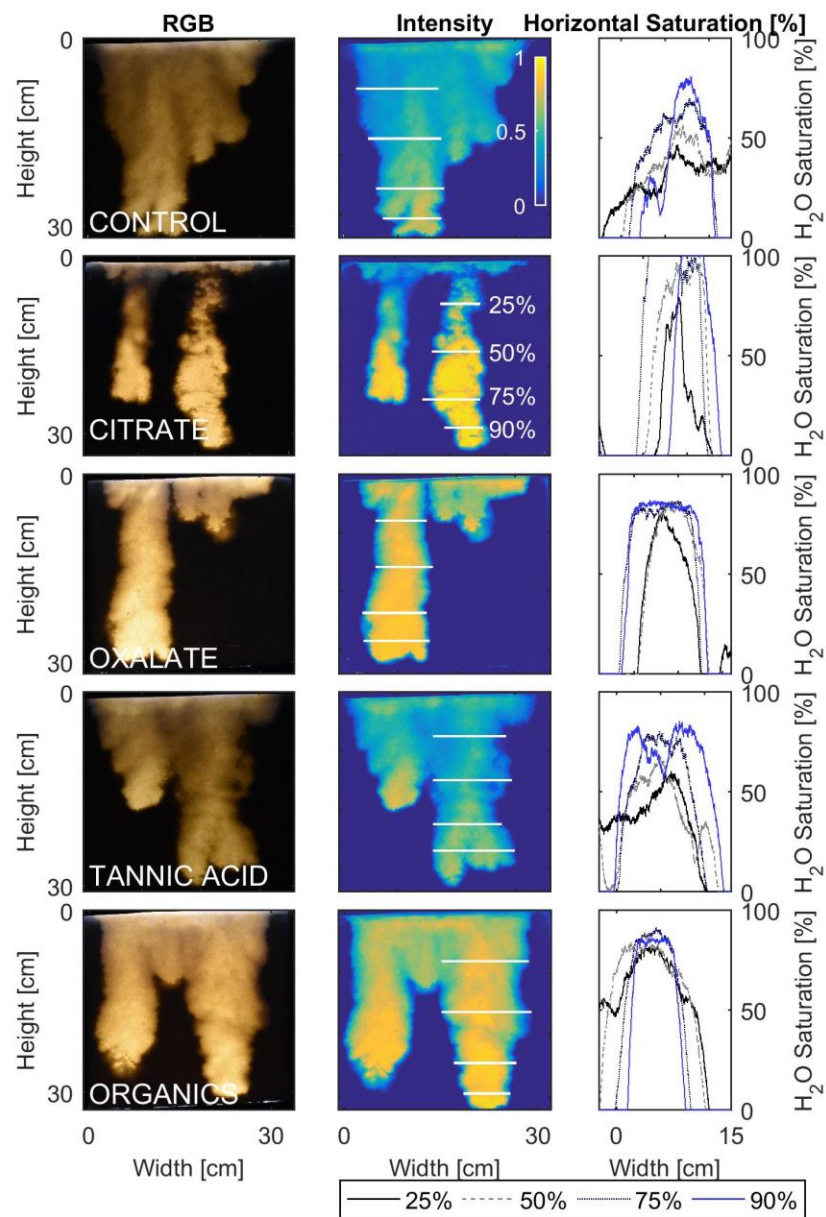 RGB Intensity Horizontal Saturation [%]
0 1 100
Height [cm] 0.5 50 H2O Saturation [%]
30 CONTROL 0 0
0 100
Height [cm] 25% 50% 50 H2O Saturation [%]
75%
30 CITRATE 90% 0
0 100
Height [cm] 50 H2O Saturation [%]
30 OXALATE 0
0 100
Height [cm] 50 H2O Saturation [%]
30 TANNIC ACID 0
0 100
Height [cm] 50 H2O Saturation [%]
30 ORGANICS 0
0 30 0 30 0 15
Width [cm] Width [cm] Width [cm]
25% 50% 75% 90%